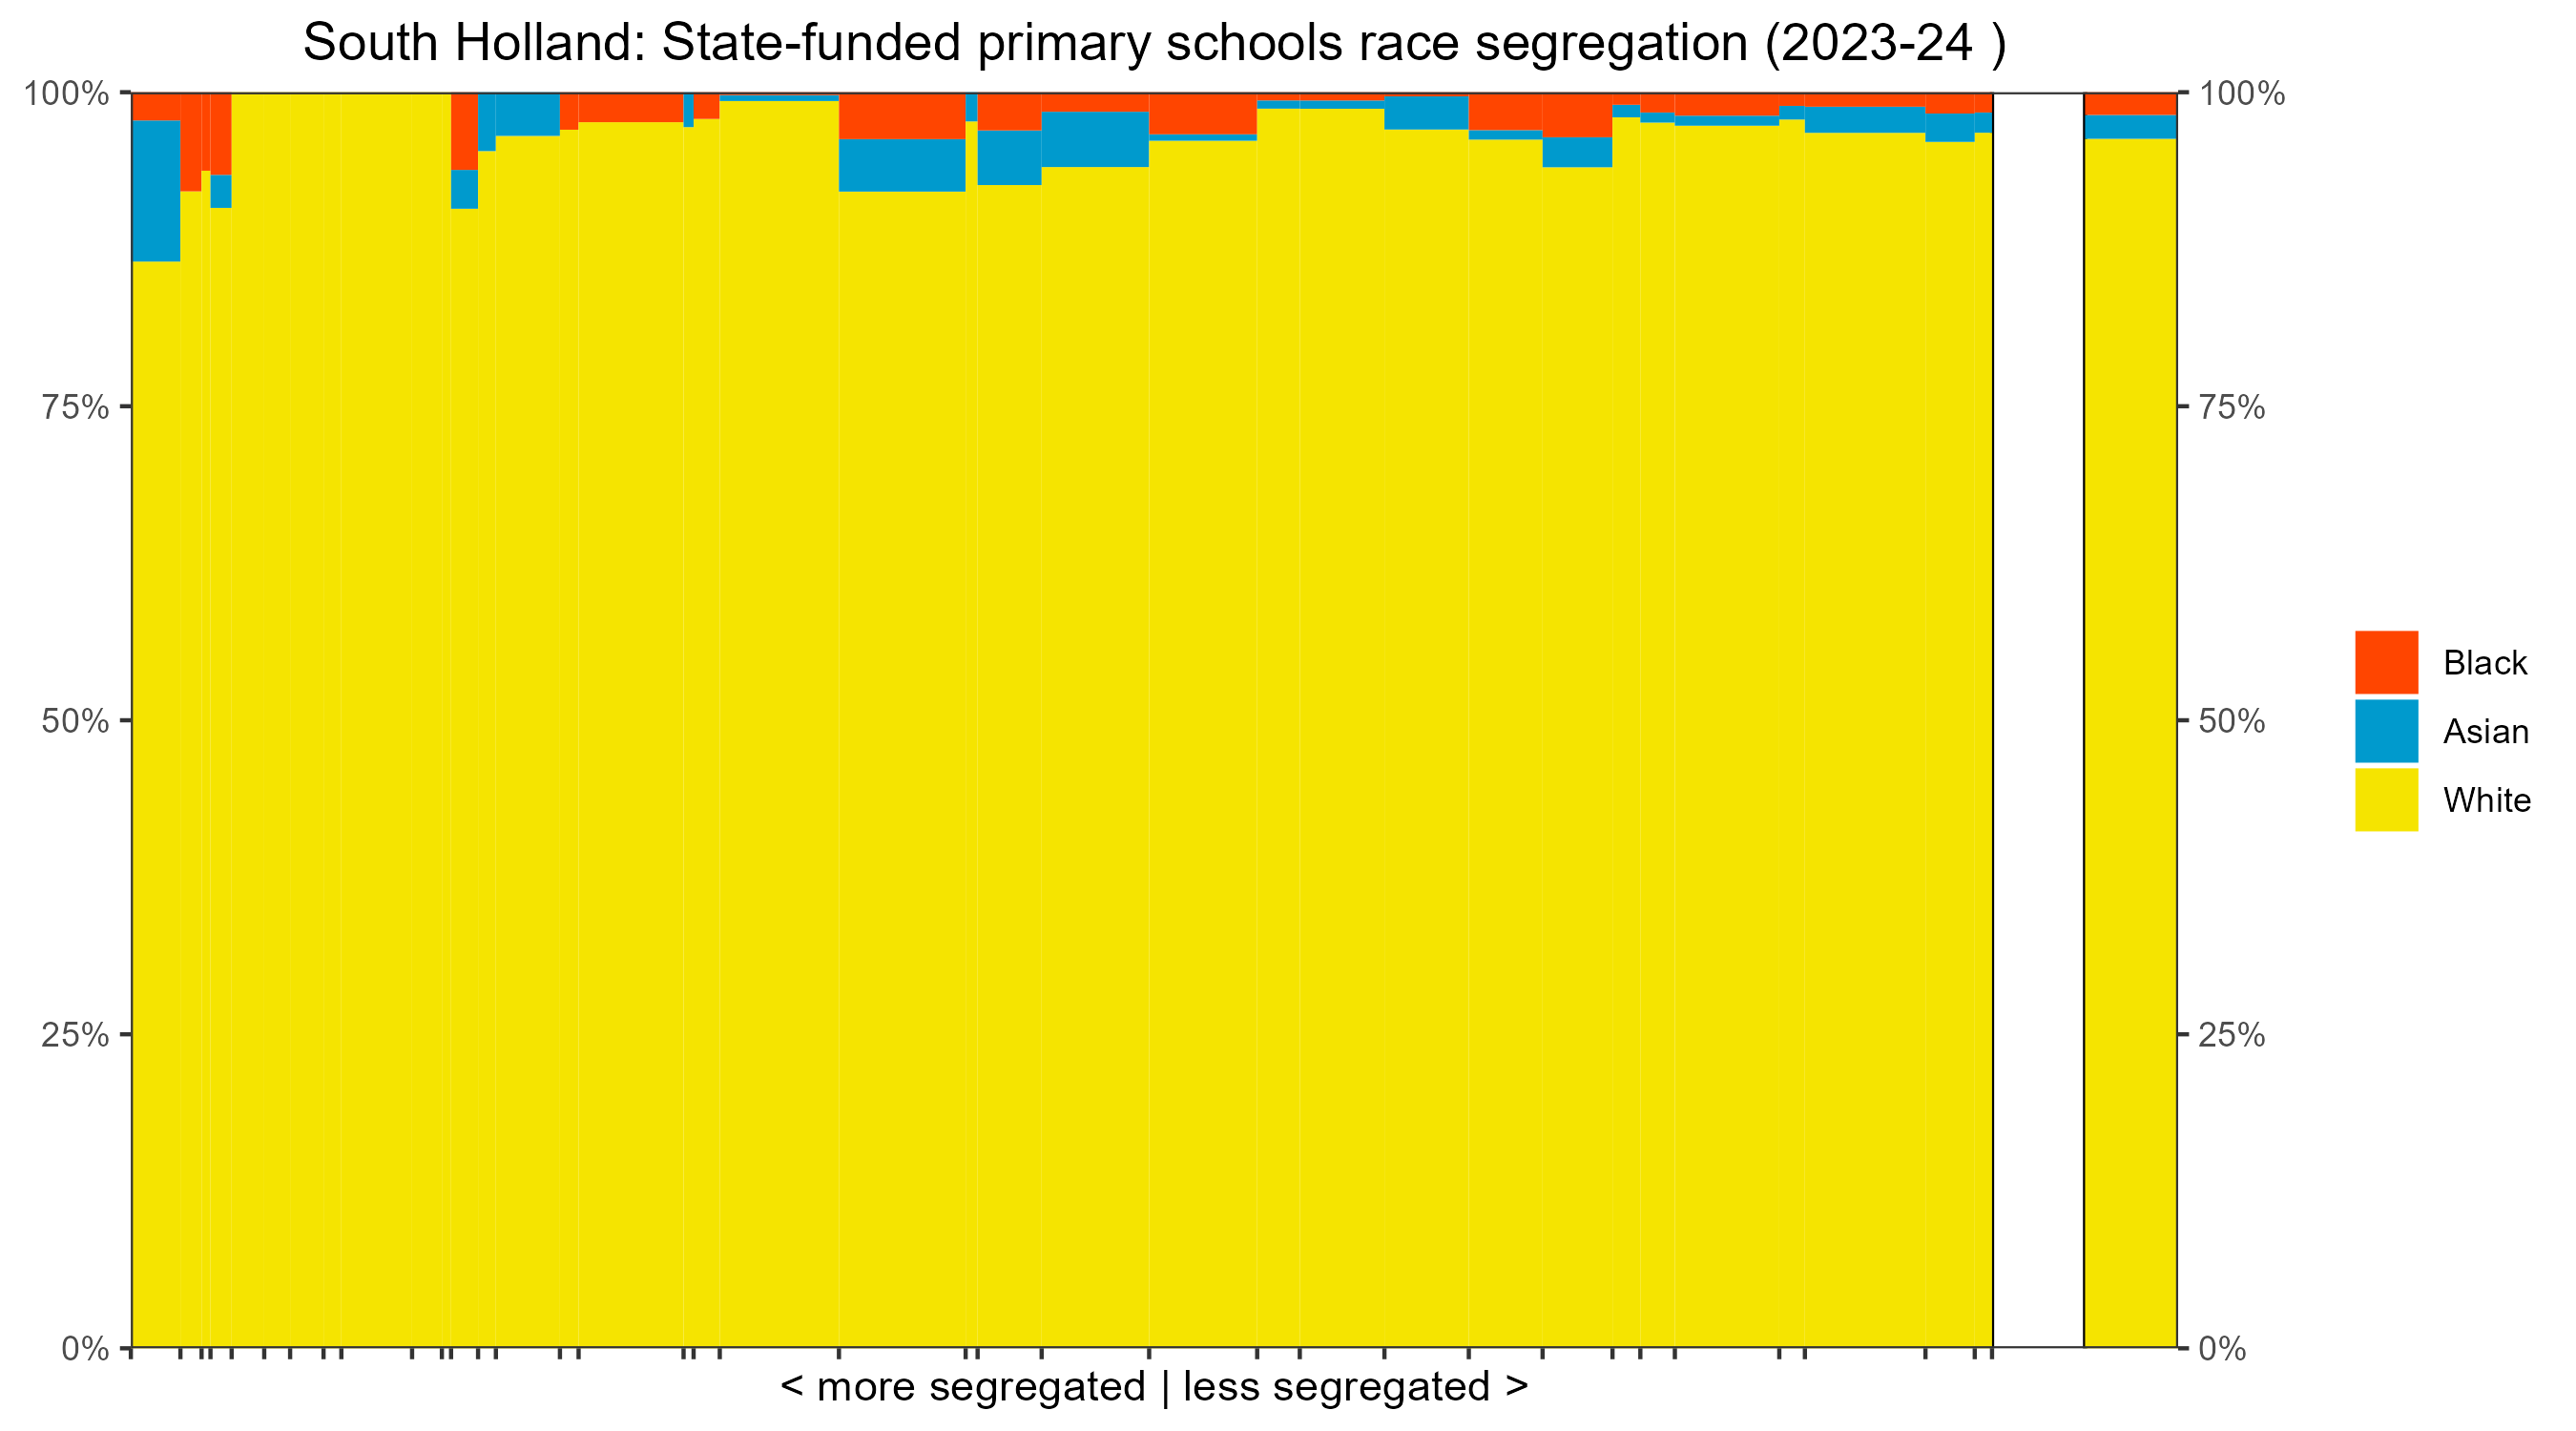 South Holland: State-funded primary schools race segregation (2023-24 )
100%
75%
50%
25%
0%
100%
75%
50%
25%
0%
Black
Asian
White
< more segregated | less segregated >